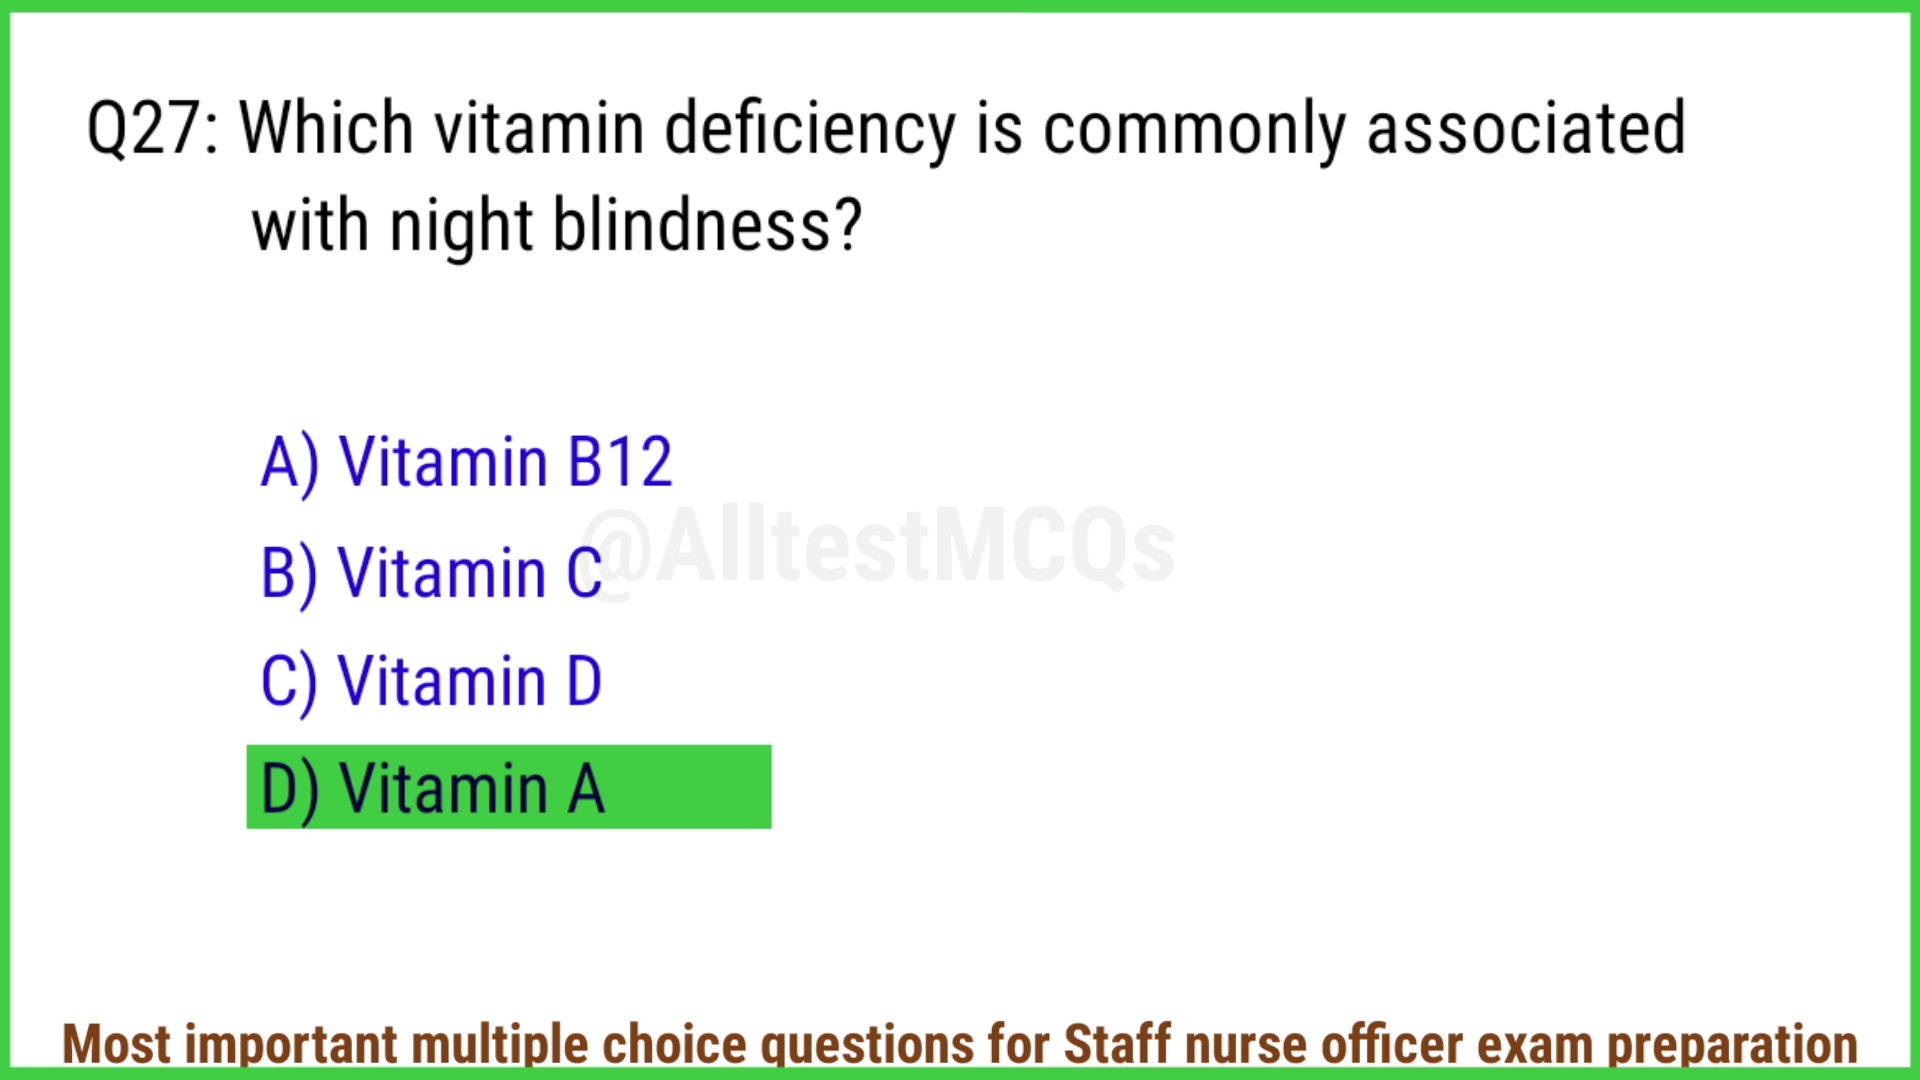 Q27: Which vitamin deficiency is commonly associated
with night blindness?
A) Vitamin B12
@AlltestMCQs
B) Vitamin C
C) Vitamin D
D) Vitamin A
Most important multiple choice questions for Staff nurse officer exam preparation